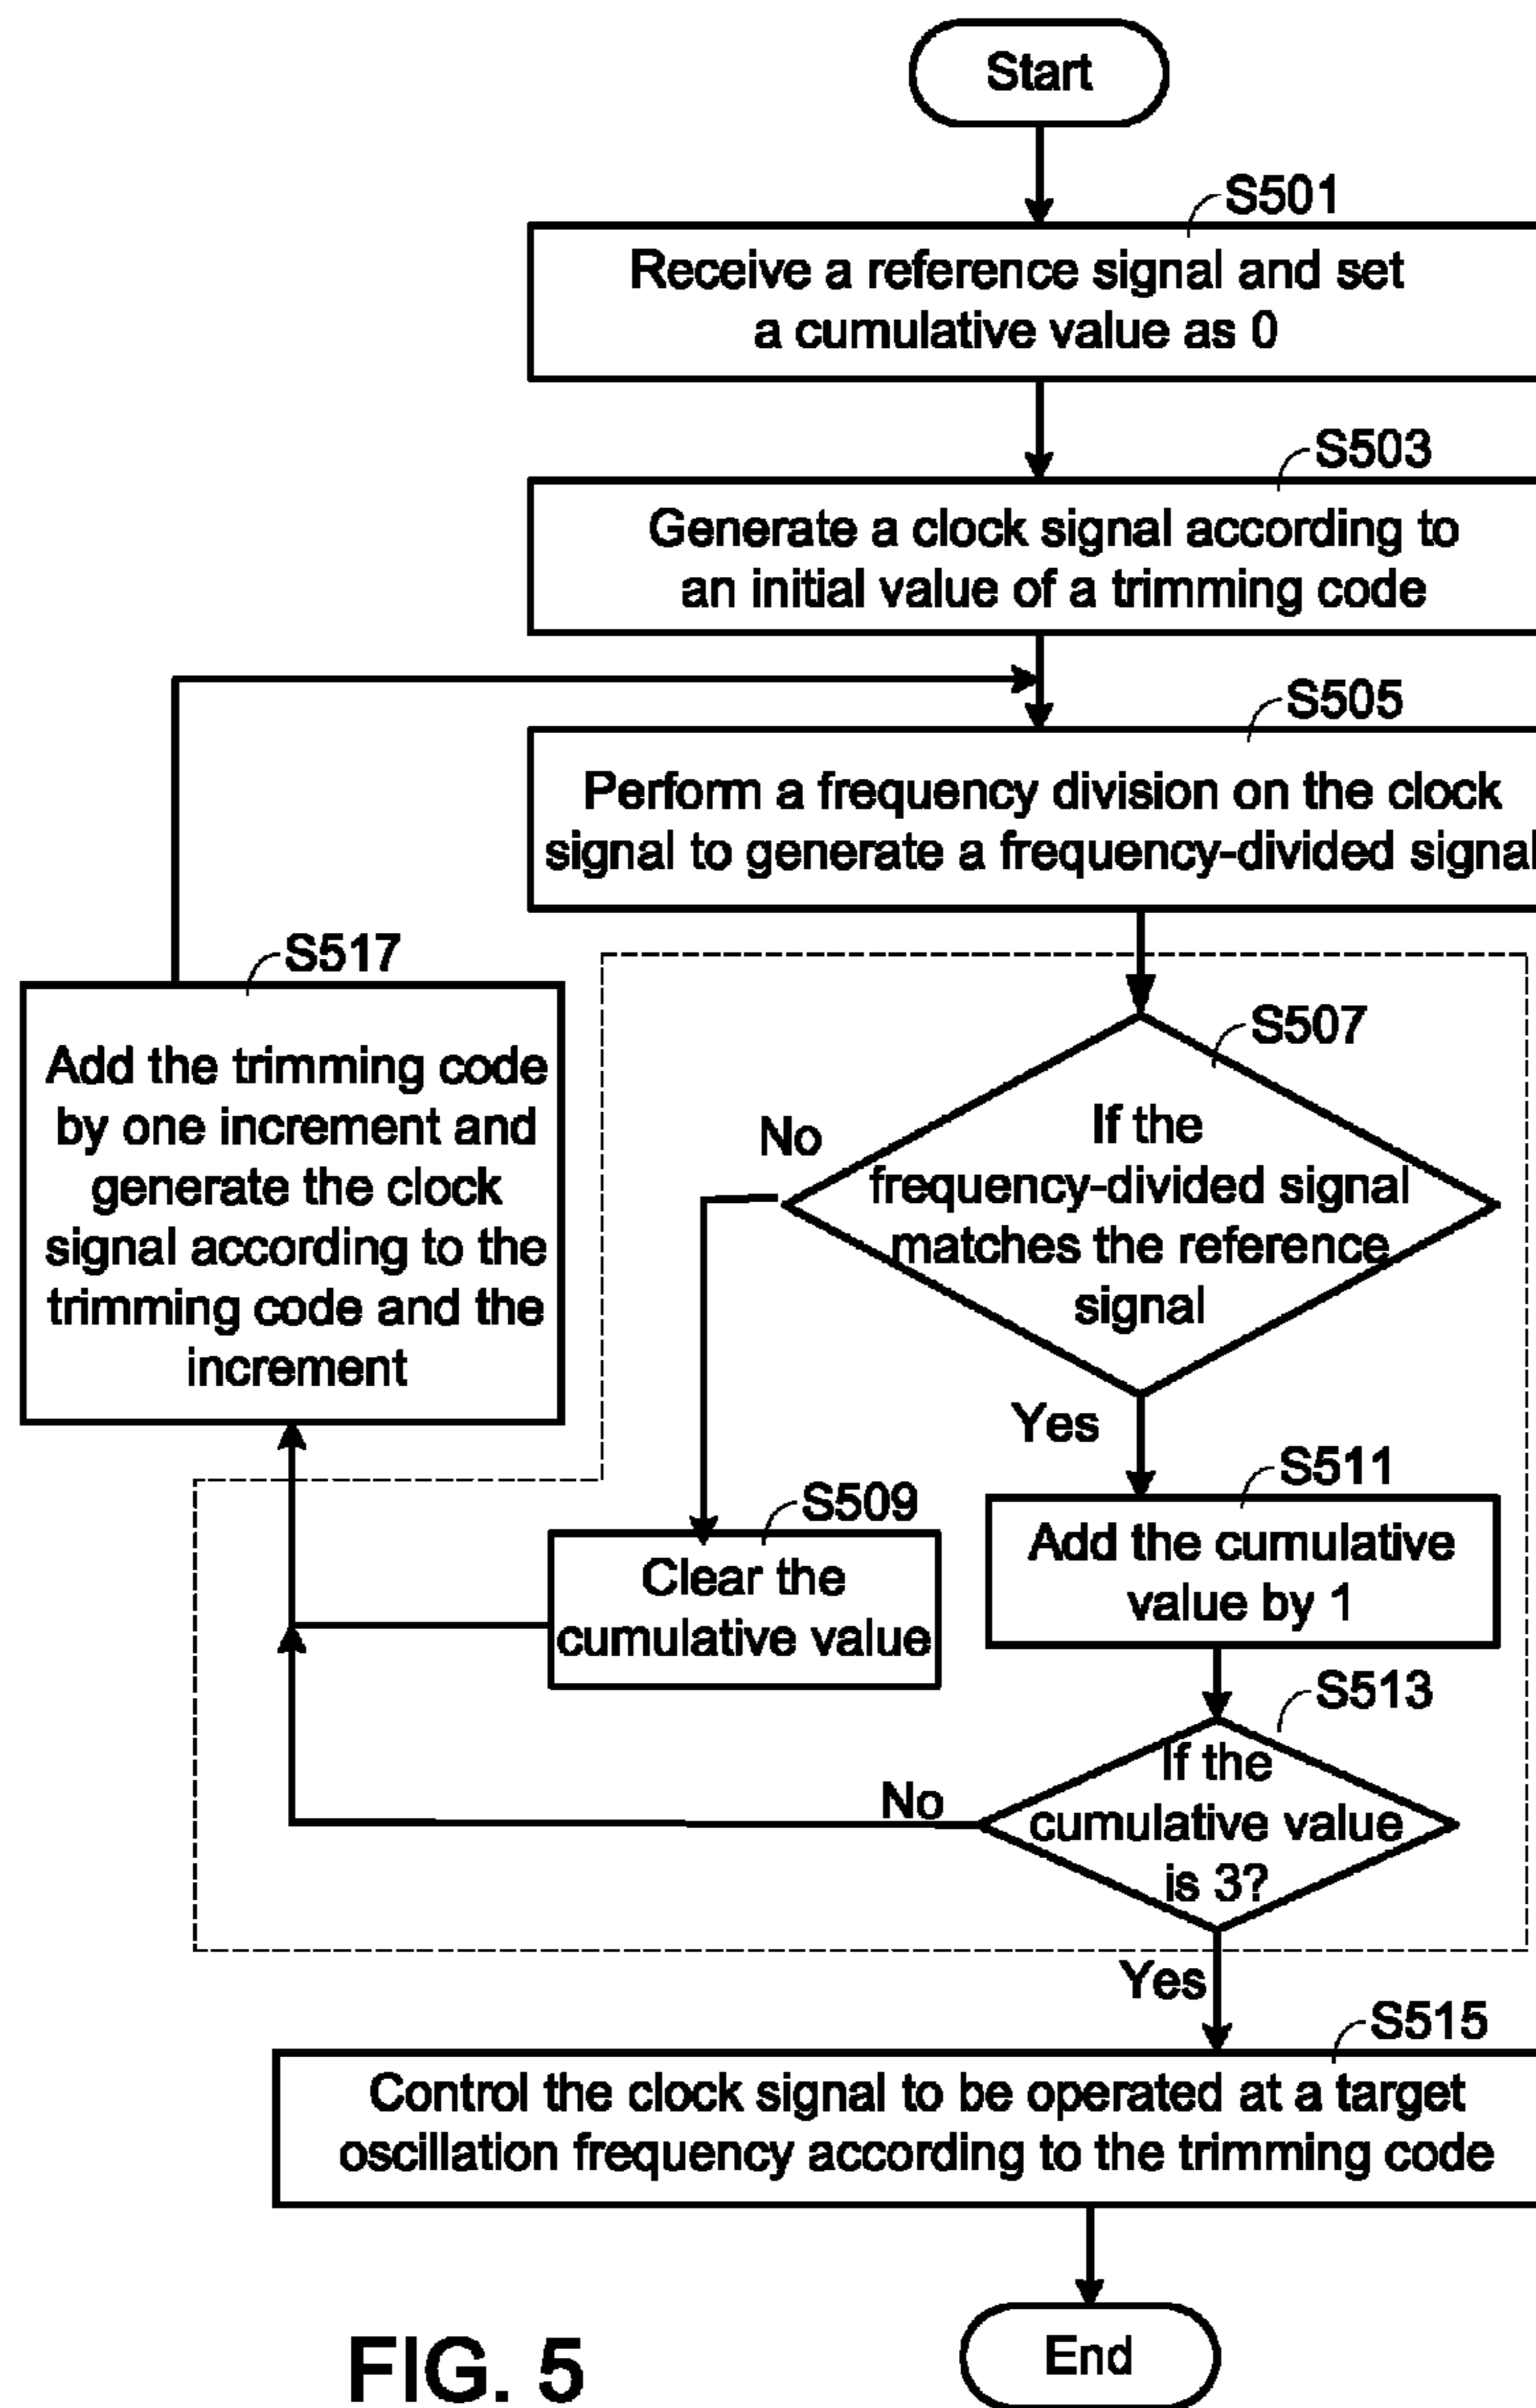 Start
S501
Receive a reference signal and set
a cumulative value as 0
S503
Generate a clock signal according to
an initial value of a trimming code
S505
Perform a frequency division on the clock
signal to generate a frequency-divided signal
S517
Add the trimming code
by one increment and
generate the clock
signal according to the
trimming code and the
increment
S507
No
If the
frequency-divided signal
matches the reference
signal
Yes
S509
Clear the
cumulative value
S511
Add the cumulative
value by 1
S513
No
If the
cumulative value
is 3?
Yes
S515
Control the clock signal to be operated at a target
oscillation frequency according to the trimming code
End
FIG. 5